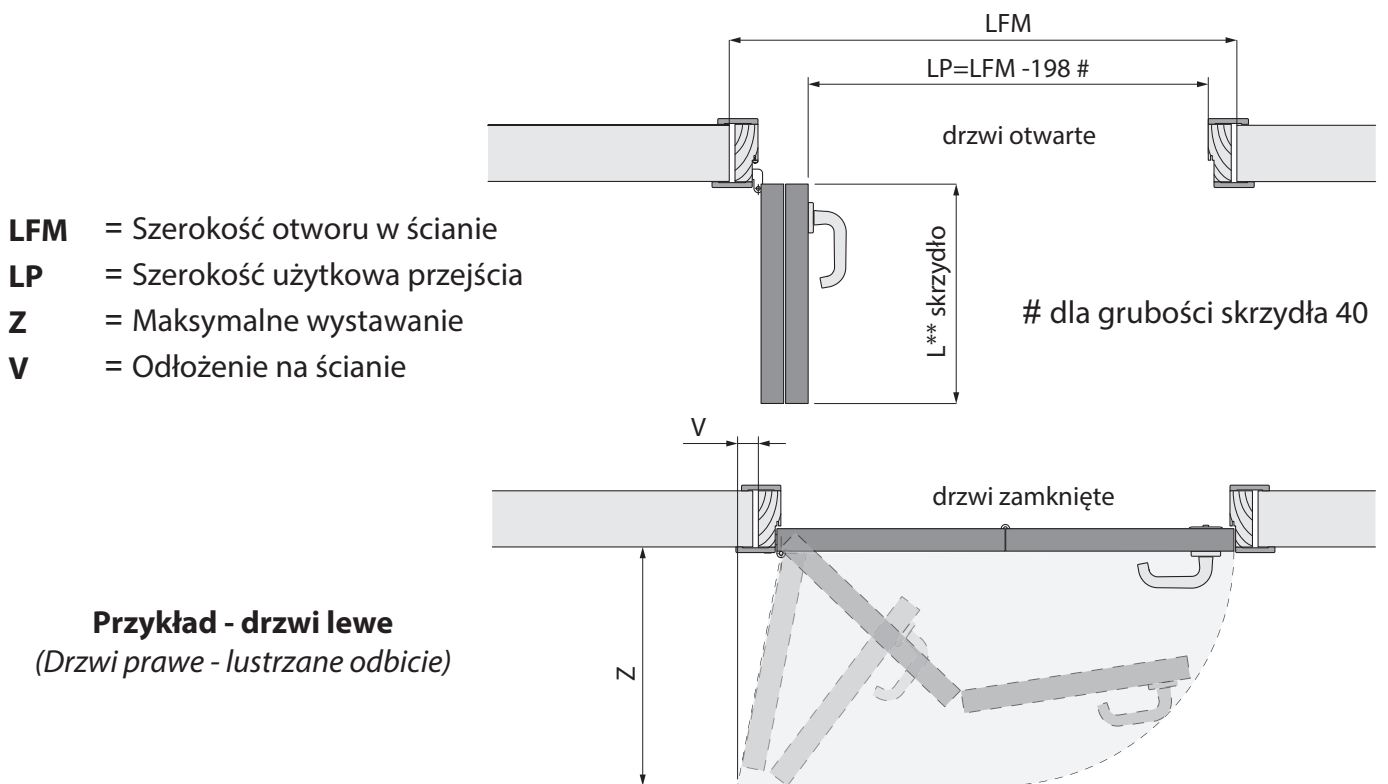 LFM
LP=LFM -198 #
drzwi otwarte
LFM = Szerokość otworu w ścianie
LP = Szerokość użytkowa przejścia
Z = Maksymalne wystawanie
V = Odłożenie na ścianie
L** skrzydło
# dla grubości skrzydła 40
V
drzwi zamknięte
Przykład - drzwi lewe
(Drzwi prawe - lustrzane odbicie)
Z